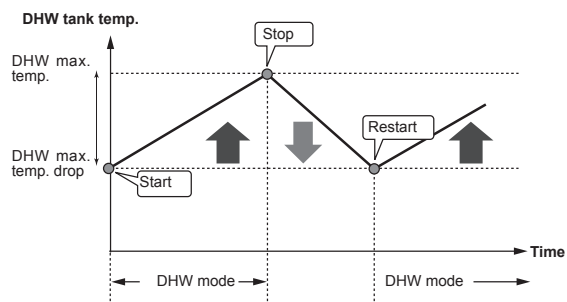 DHW tank temp.
Stop
DHW max.
temp.
Restart
DHW max.
temp. drop
Start
Time
DHW mode
DHW mode